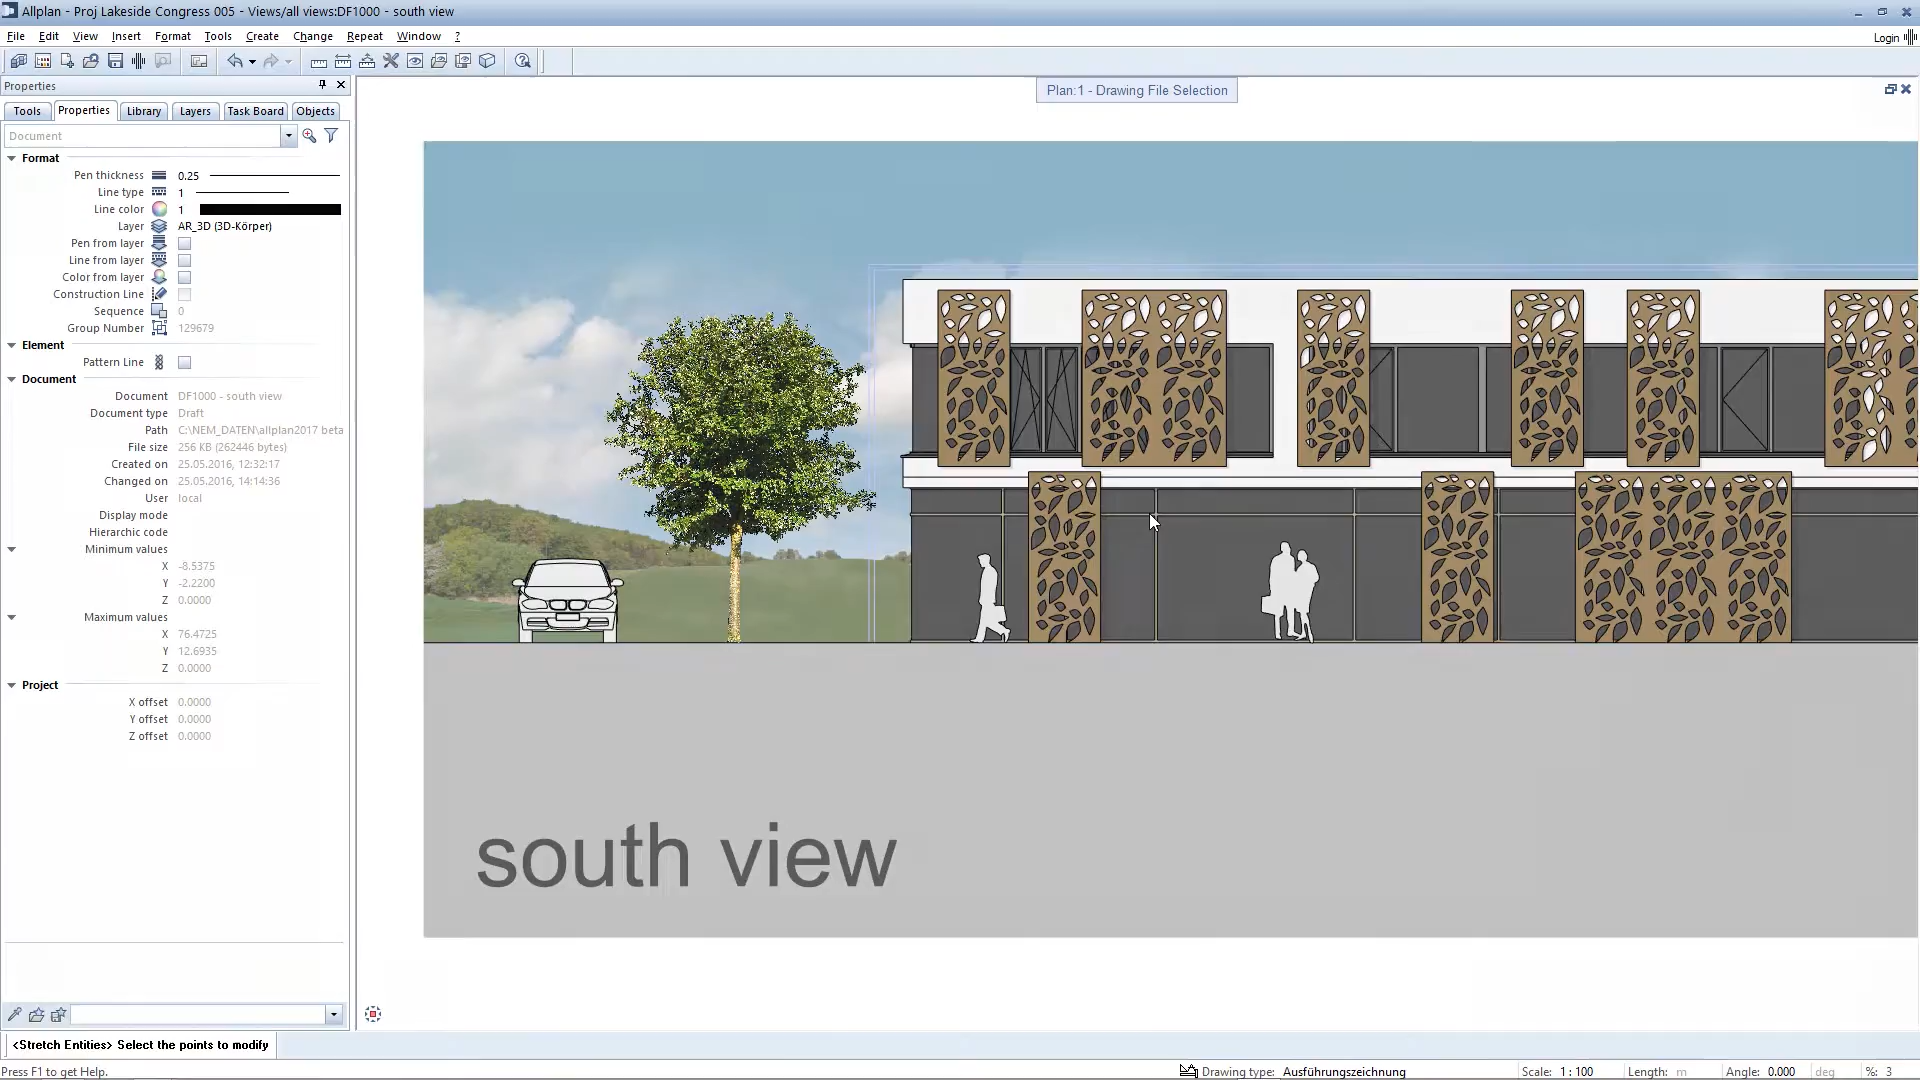 Allplan - Proj Lakeside Congress 005 - Views/all views:DF1000 - south view
File Edit View Insert Format Tools Create Change Repeat Window ?
Login
Properties
Tools Properties Library Layers Task Board Objects
Document
Format
Pen thickness 0.25
Line type 1
Line color 1
Layer AR_3D (3D-Körper)
Pen from layer
Line from layer
Color from layer
Construction Line
Sequence 0
Group Number 129679
Element
Pattern Line
Document
Document DF1000 - south view
Document type Draft
Path C:\NEM_DATEN\allplan2017 beta
File size 256 KB (262446 bytes)
Created on 25.05.2016, 12:32:17
Changed on 25.05.2016, 14:14:36
User local
Display mode
Hierarchic code
Minimum values
X -8.5375
Y -2.2200
Z 0.0000
Maximum values
X 76.4725
Y 12.6935
Z 0.0000
Project
X offset 0.0000
Y offset 0.0000
Z offset 0.0000
Plan:1 - Drawing File Selection
south view
<Stretch Entities> Select the points to modify
Press F1 to get Help.
Drawing type: Ausführungszeichnung
Scale: 1 : 100
Length: m
Angle: 0.000 deg
%: 3